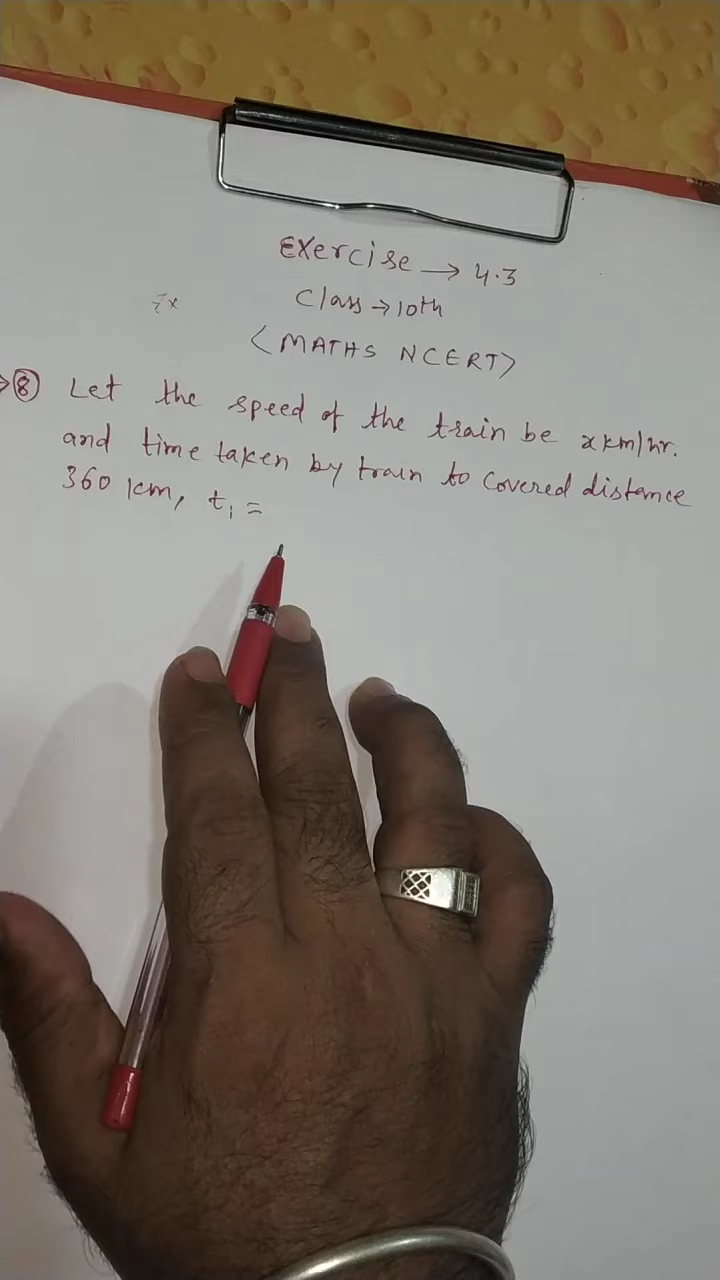 Exercise → 4.3
Ex
Class → 10th
<MATHS NCERT>
→ ⑧ Let the speed of the train be x km/hr.
and time taken by train to covered distance
360 km, t₁ =